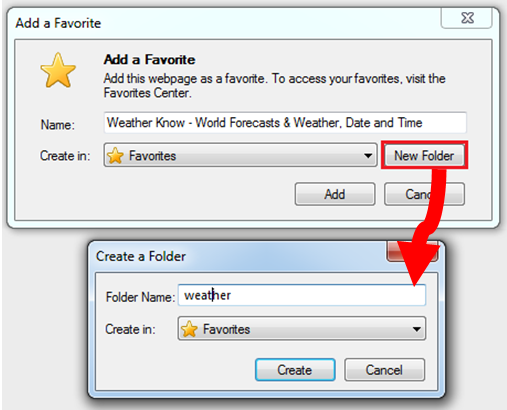 Add a Favorite
Add a Favorite
Add this webpage as a favorite. To access your favorites, visit the
Favorites Center.
Name: Weather Know - World Forecasts & Weather, Date and Time
Create in: Favorites New Folder
Add
Create a Folder
Folder Name: weather
Create in: Favorites
Create Cancel